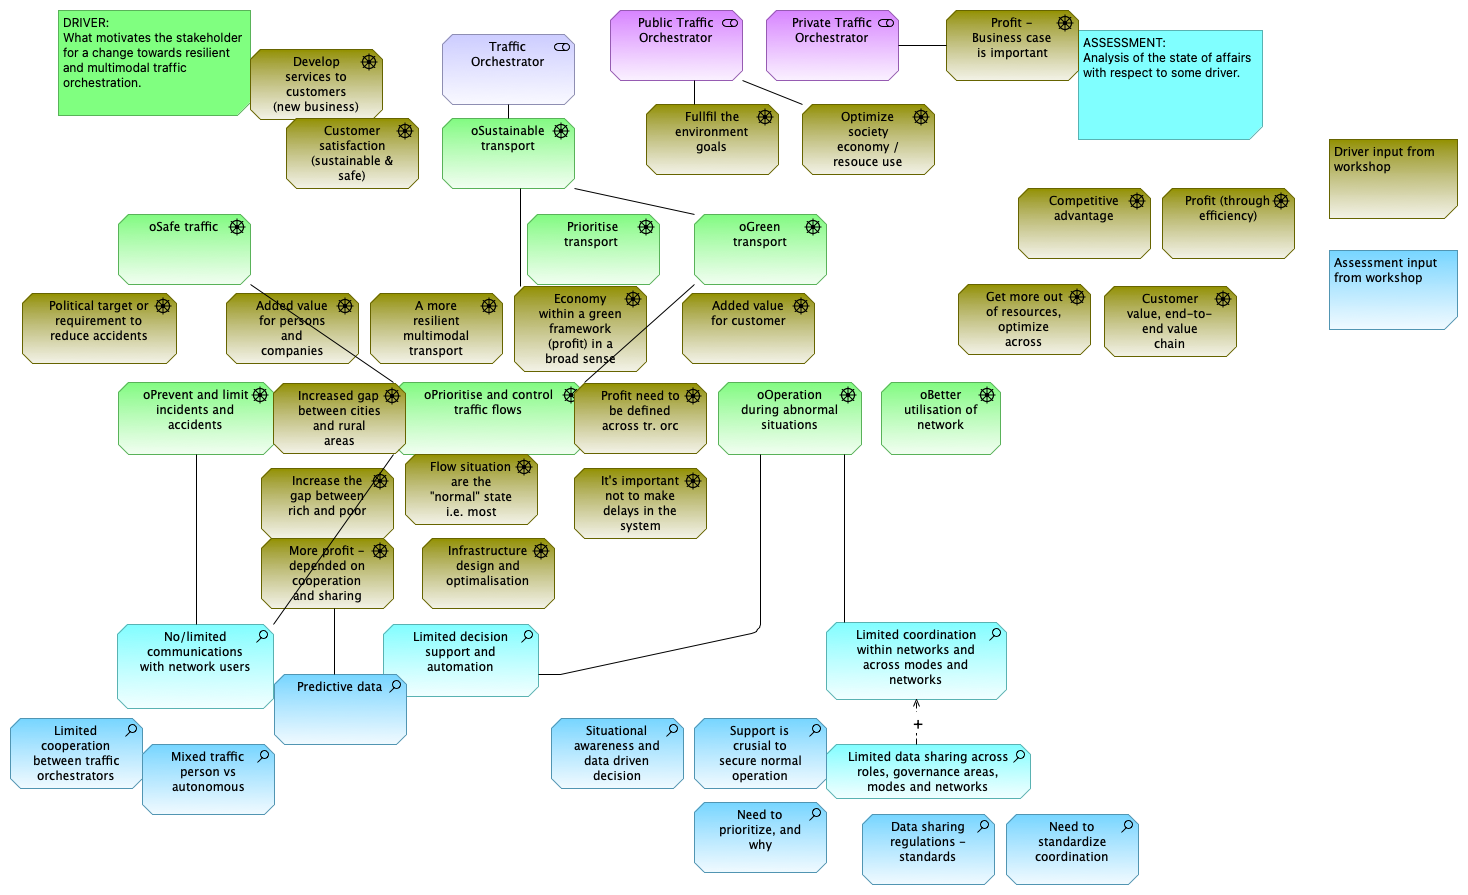 DRIVER:
What motivates the stakeholder
for a change towards resilient
and multimodal traffic
orchestration.
Develop
services to
customers
(new business)
Customer
satisfaction
(sustainable &
safe)
Traffic
Orchestrator
Public Traffic
Orchestrator
Private Traffic
Orchestrator
Profit -
Business case
is important
ASSESSMENT:
Analysis of the state of affairs
with respect to some driver.
oSustainable
transport
Fullfil the
environment
goals
Optimize
society
economy /
resouce use
Driver input from
workshop
Competitive
advantage
Profit (through
efficiency)
oSafe traffic
Prioritise
transport
oGreen
transport
Assessment input
from workshop
Political target or
requirement to
reduce accidents
Added value
for persons
and
companies
A more
resilient
multimodal
transport
Economy
within a green
framework
(profit) in a
broad sense
Added value
for customer
Get more out
of resources,
optimize
across
Customer
value, end-to-
end value
chain
oPrevent and limit
incidents and
accidents
Increased gap
between cities
and rural
areas
oPrioritise and control
traffic flows
Profit need to
be defined
across tr. orc
oOperation
during abnormal
situations
oBetter
utilisation of
network
Increase the
gap between
rich and poor
Flow situation
are the
"normal" state
i.e. most
It's important
not to make
delays in the
system
More profit -
depended on
cooperation
and sharing
Infrastructure
design and
optimalisation
No/limited
communications
with network users
Limited decision
support and
automation
Limited coordination
within networks and
across modes and
networks
Predictive data
+
Limited
cooperation
between traffic
orchestrators
Mixed traffic
person vs
autonomous
Situational
awareness and
data driven
decision
Support is
crusial to
secure normal
operation
Limited data sharing across
roles, governance areas,
modes and networks
Need to
prioritize, and
why
Data sharing
regulations -
standards
Need to
standardize
coordination